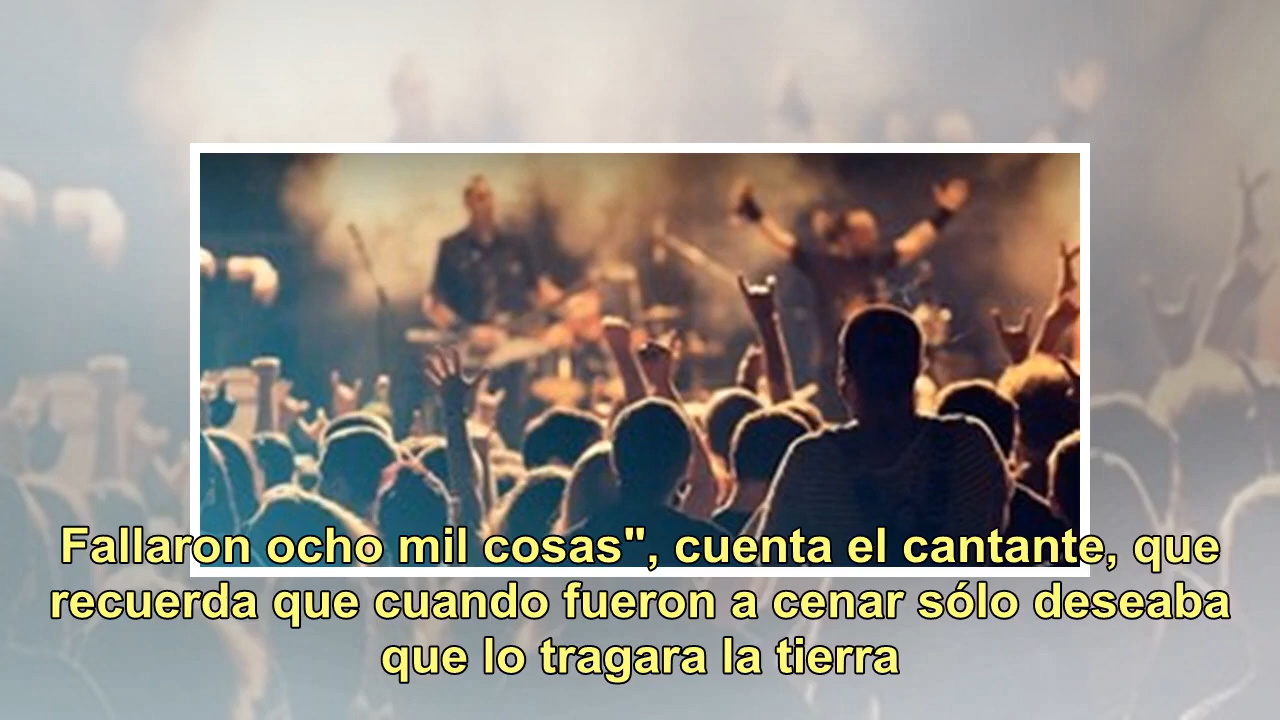 Fallaron ocho mil cosas", cuenta el cantante, que
recuerda que cuando fueron a cenar sólo deseaba
que lo tragara la tierra